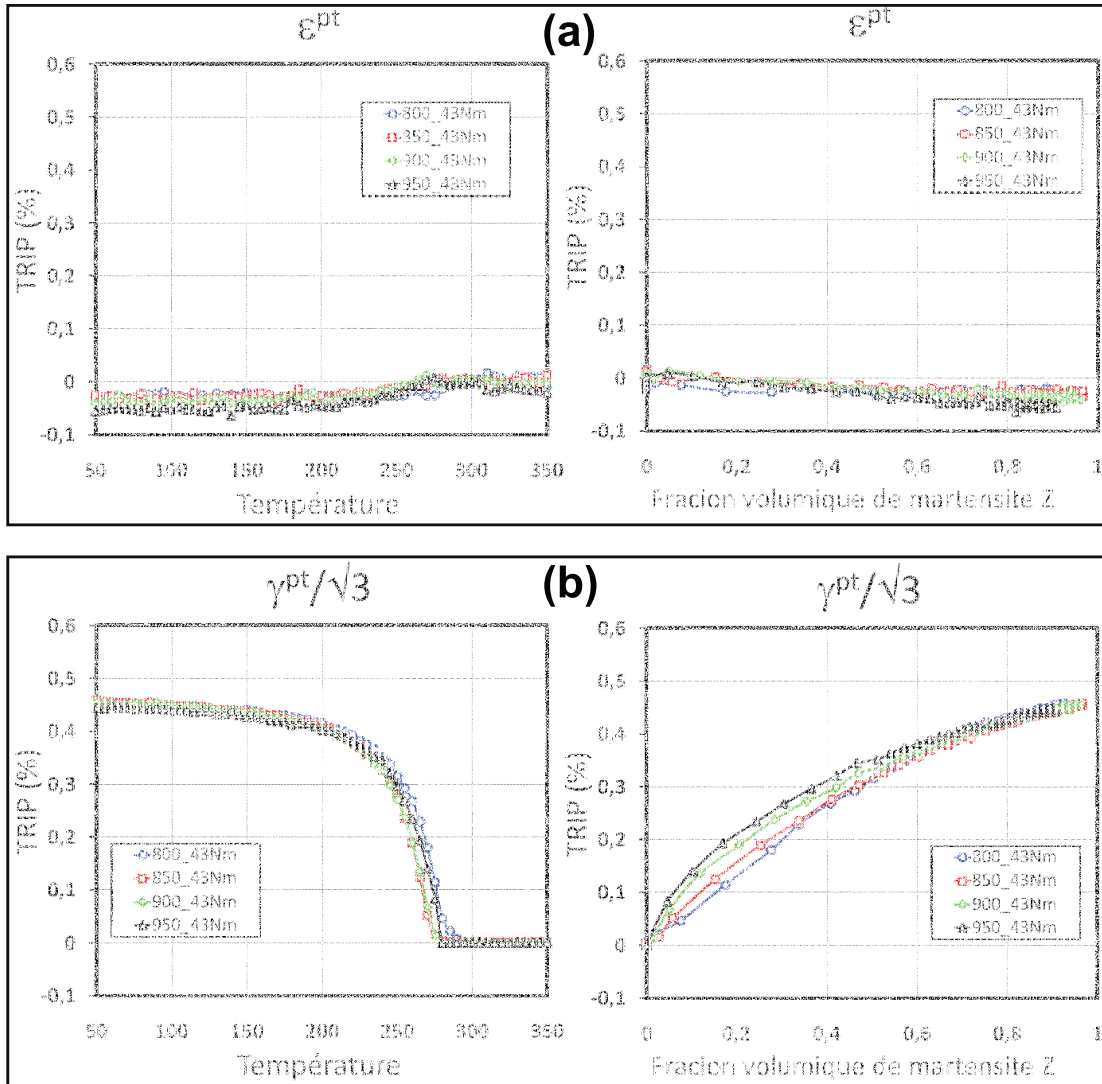 (a)
εᵖᵗ
0,6
0,5
0,4
0,3
0,2
0,1
0
-0,1
TRIP (%)
800_43Nm
850_43Nm
900_43Nm
950_43Nm
50 100 150 200 250 300 350
Température
εᵖᵗ
0,6
0,5
0,4
0,3
0,2
0,1
0
-0,1
TRIP (%)
800_43Nm
850_43Nm
900_43Nm
950_43Nm
0 0,2 0,4 0,6 0,8 1
Fracion volumique de martensite Z
(b)
γᵖᵗ/√3
0,6
0,5
0,4
0,3
0,2
0,1
0
-0,1
TRIP (%)
800_43Nm
850_43Nm
900_43Nm
950_43Nm
50 100 150 200 250 300 350
Température
γᵖᵗ/√3
0,6
0,5
0,4
0,3
0,2
0,1
0
-0,1
TRIP (%)
800_43Nm
850_43Nm
900_43Nm
950_43Nm
0 0,2 0,4 0,6 0,8 1
Fracion volumique de martensite Z